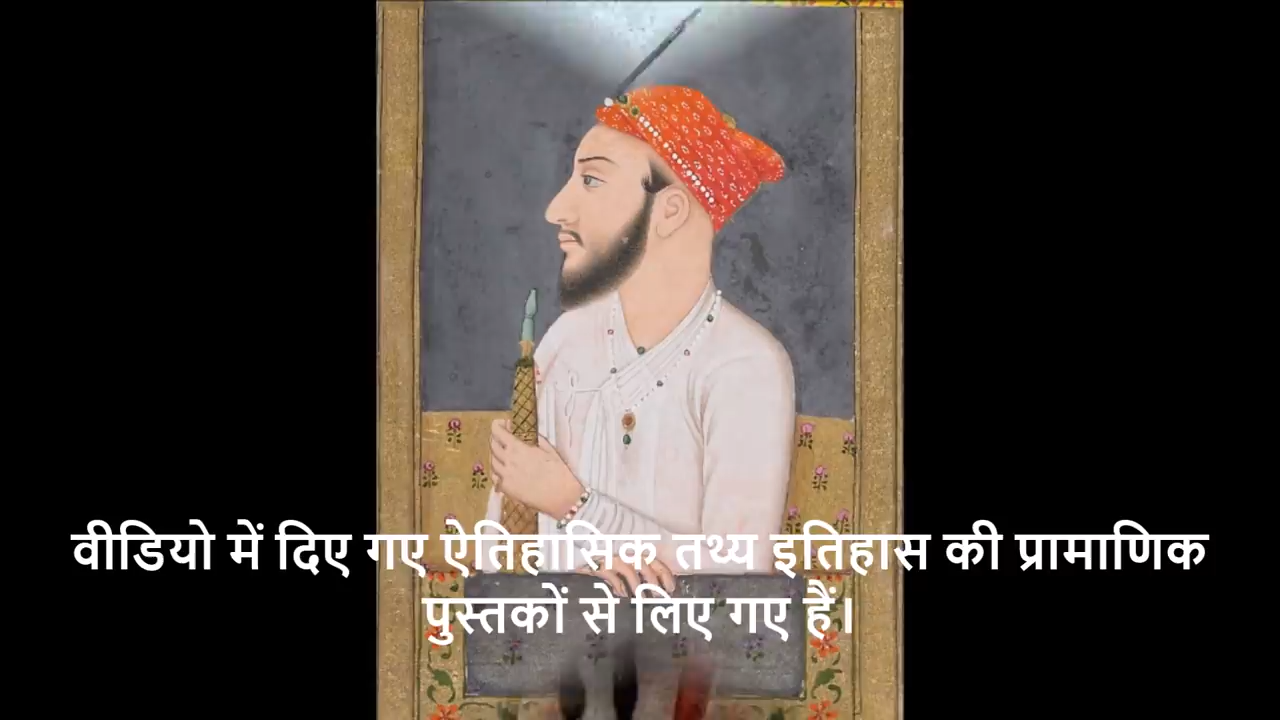 वीडियो में दिए गए ऐतिहासिक तथ्य इतिहास की प्रामाणिक
पुस्तकों से लिए गए हैं।